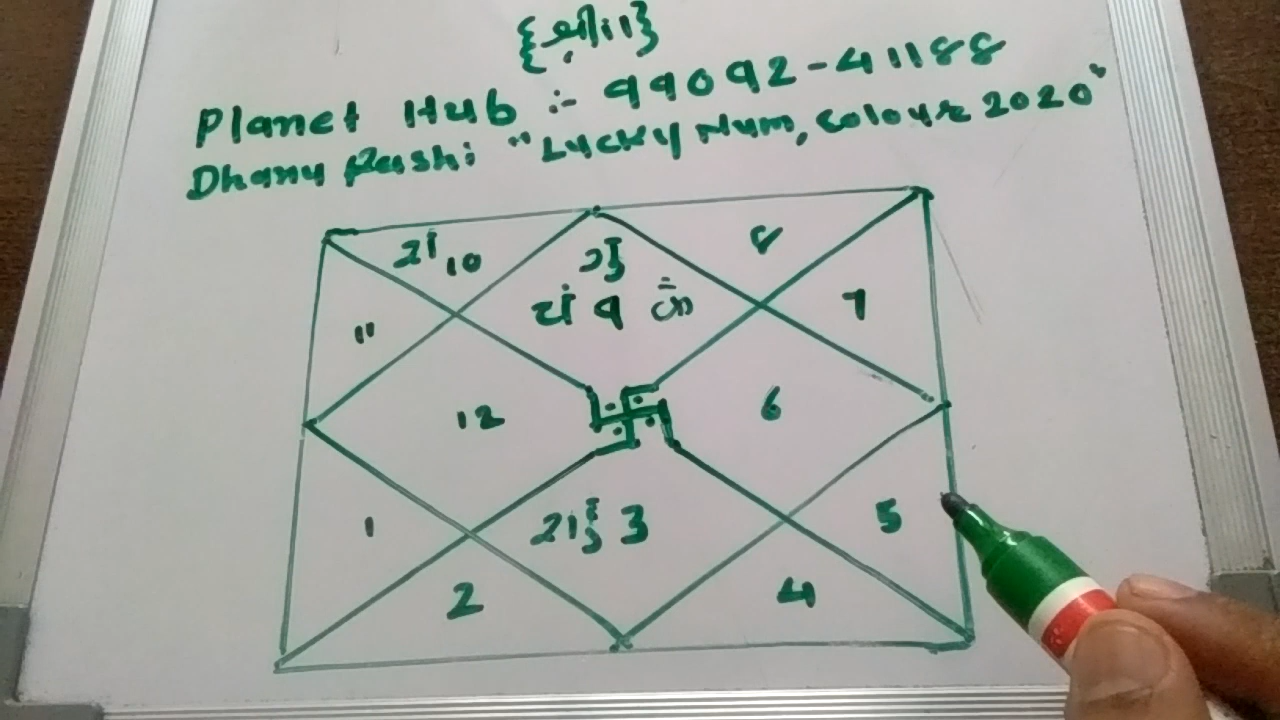 {શ્રી૧ા}
Planet Hub :- 99092-41188
Dhanu Rashi "Lucky Num, Colour 2020"
શ 10
ગુ
8
ચં 9 કે
7
11
12
6
1
રા 3
5
2
4